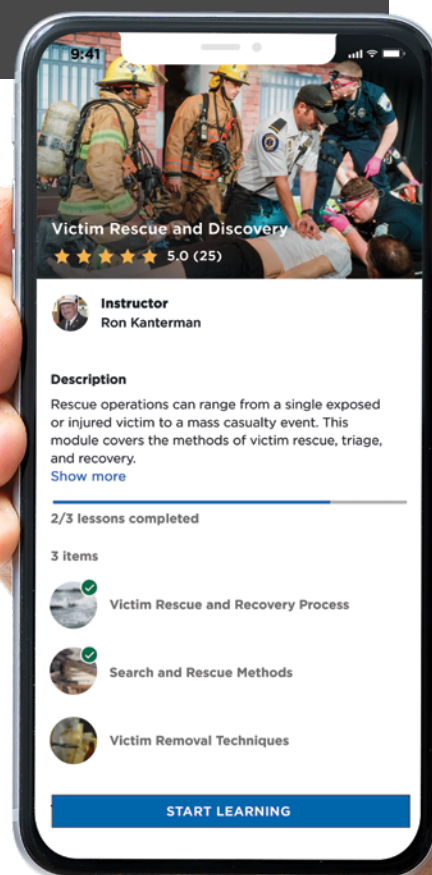 9:41
Victim Rescue and Discovery
5.0 (25)
Instructor
Ron Kanterman
Description
Rescue operations can range from a single exposed
or injured victim to a mass casualty event. This
module covers the methods of victim rescue, triage,
and recovery.
Show more
2/3 lessons completed
3 items
Victim Rescue and Recovery Process
Search and Rescue Methods
Victim Removal Techniques
START LEARNING